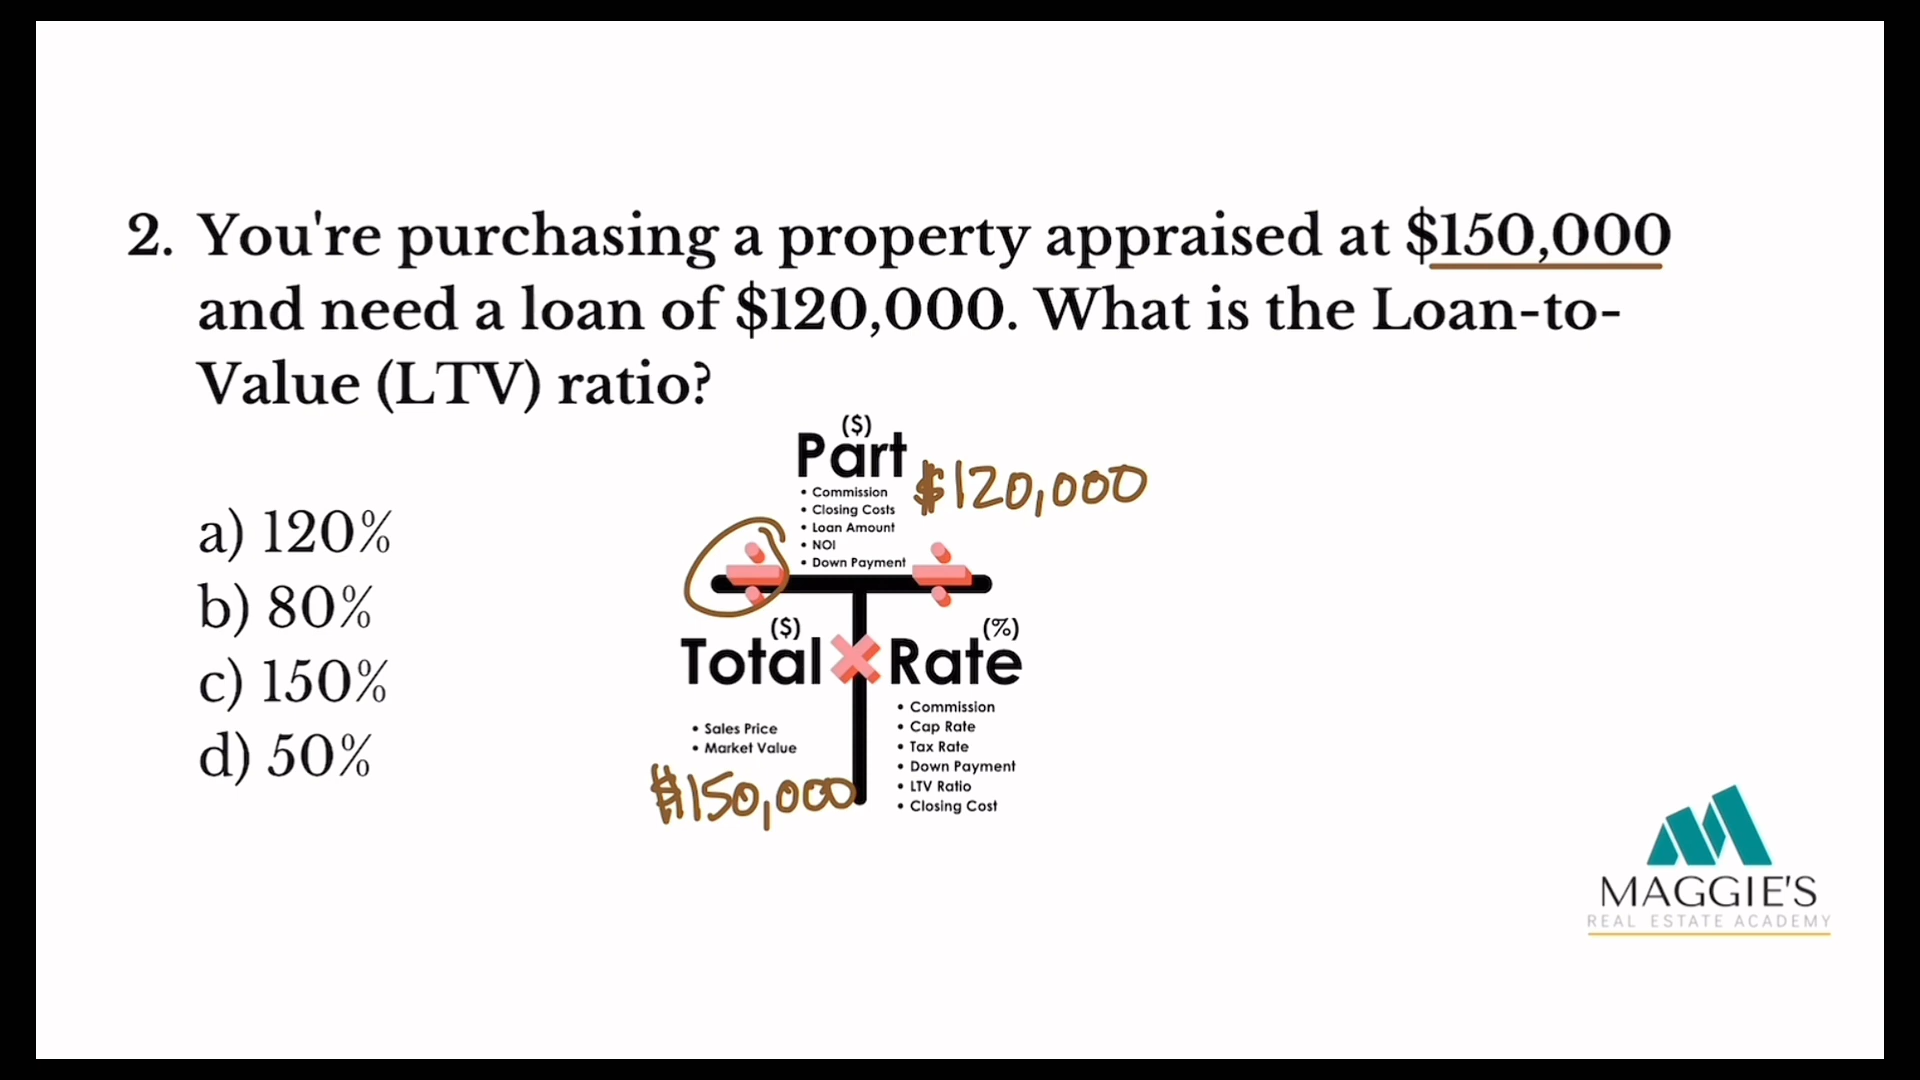 2. You're purchasing a property appraised at $150,000
and need a loan of $120,000. What is the Loan-to-
Value (LTV) ratio?
a) 120%
b) 80%
c) 150%
d) 50%
($)
Part
$120,000
• Commission
• Closing Costs
• Loan Amount
• NOI
• Down Payment
÷ ÷
($)
Total
×
(%)
Rate
• Sales Price
• Market Value
$150,000
• Commission
• Cap Rate
• Tax Rate
• Down Payment
• LTV Ratio
• Closing Cost
MAGGIE'S
REAL ESTATE ACADEMY